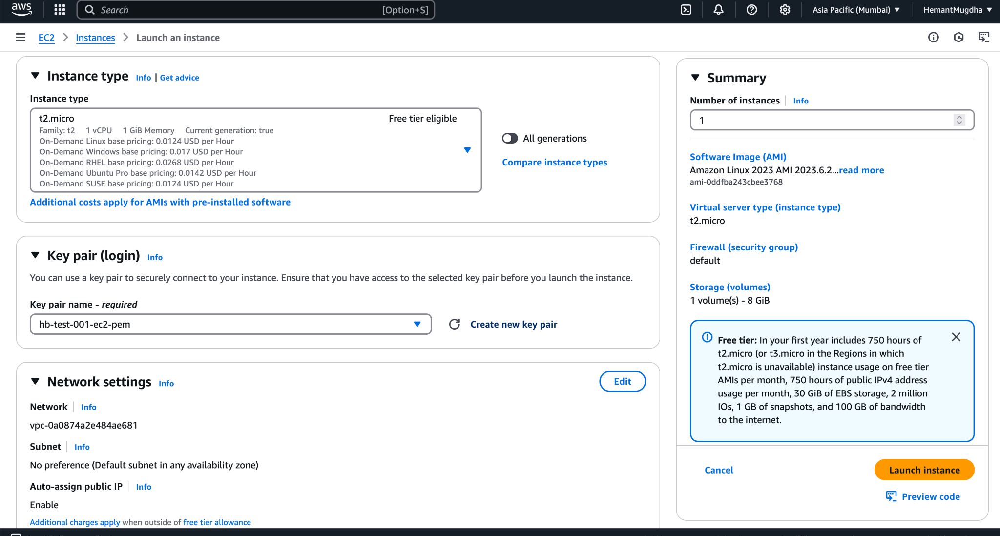 aws
Search
[Option+S]
Asia Pacific (Mumbai)
HemantMugdha
EC2
Instances
Launch an instance
Instance type
Info | Get advice
Instance type
t2.micro
Free tier eligible
Family: t2 1 vCPU 1 GiB Memory Current generation: true
On-Demand Linux base pricing: 0.0124 USD per Hour
On-Demand Windows base pricing: 0.017 USD per Hour
On-Demand RHEL base pricing: 0.0268 USD per Hour
On-Demand Ubuntu Pro base pricing: 0.0142 USD per Hour
On-Demand SUSE base pricing: 0.0124 USD per Hour
All generations
Compare instance types
Additional costs apply for AMIs with pre-installed software
Key pair (login)
Info
You can use a key pair to securely connect to your instance. Ensure that you have access to the selected key pair before you launch the instance.
Key pair name - required
hb-test-001-ec2-pem
Create new key pair
Network settings
Info
Edit
Network
Info
vpc-0a0874a2e484ae681
Subnet
Info
No preference (Default subnet in any availability zone)
Auto-assign public IP
Info
Enable
Additional charges apply when outside of free tier allowance
Summary
Number of instances
Info
1
Software Image (AMI)
Amazon Linux 2023 AMI 2023.6.2...read more
ami-0ddfba243cbee3768
Virtual server type (instance type)
t2.micro
Firewall (security group)
default
Storage (volumes)
1 volume(s) - 8 GiB
Free tier: In your first year includes 750 hours of
t2.micro (or t3.micro in the Regions in which
t2.micro is unavailable) instance usage on free tier
AMIs per month, 750 hours of public IPv4 address
usage per month, 30 GiB of EBS storage, 2 million
IOs, 1 GB of snapshots, and 100 GB of bandwidth
to the internet.
Cancel
Launch instance
Preview code